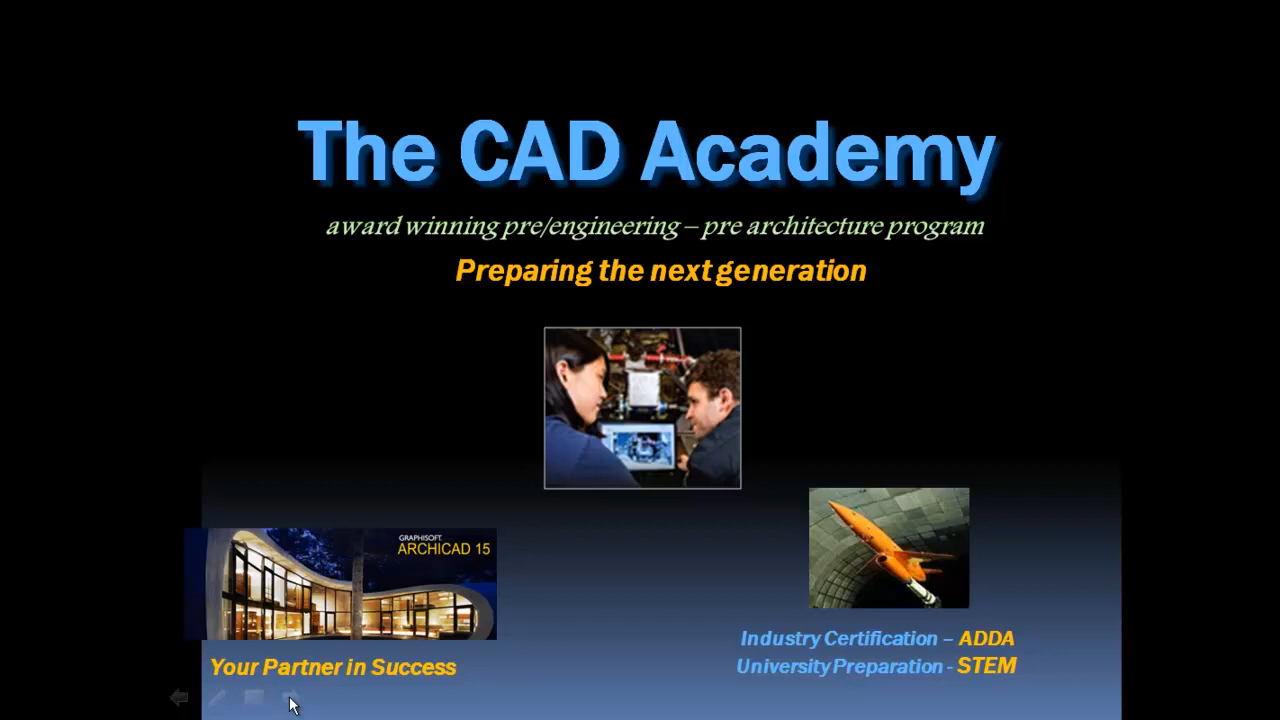 The CAD Academy
award winning pre/engineering – pre architecture program
Preparing the next generation
GRAPHISOFT.
ARCHICAD 15
Industry Certification – ADDA
University Preparation - STEM
Your Partner in Success